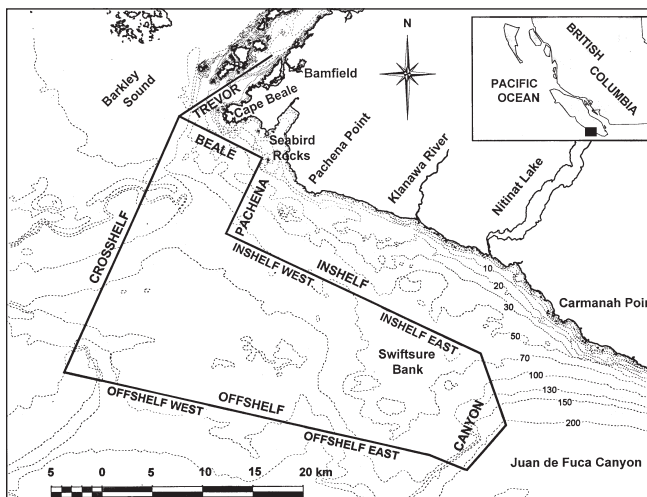 N
BRITISH
COLUMBIA
PACIFIC
OCEAN
Barkley
Sound
TREVOR
Bamfield
Cape Beale
BEALE
Seabird
Rocks
Pachena Point
Klanawa River
Nitinat Lake
PACHENA
CROSSHELF
INSHELF WEST
INSHELF
INSHELF EAST
10
20
30
50
70
100
130
150
200
Carmanah Poin
Swiftsure
Bank
OFFSHELF WEST
OFFSHELF
OFFSHELF EAST
CANYON
Juan de Fuca Canyon
5 0 5 10 15 20 km